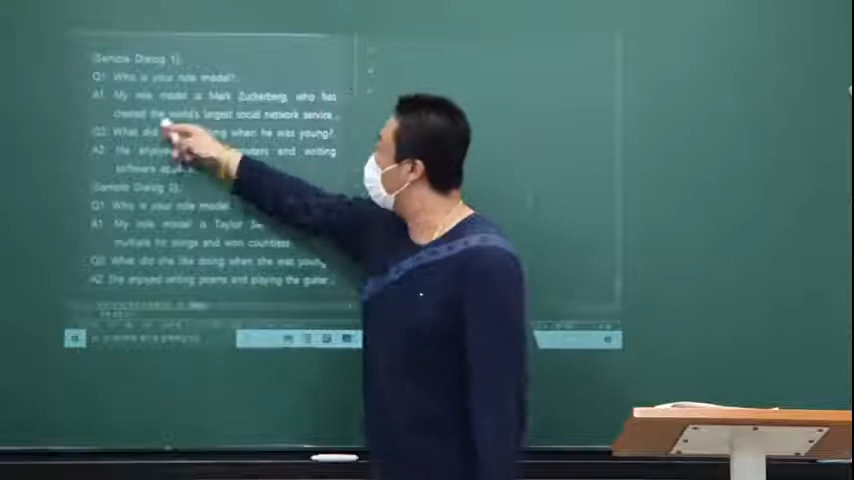 (Sample Dialog 1)
Q1: Who is your role model?
A1: My role model is Mark Zuckerberg, who has
created the world's largest social network service.
Q2: What did when he was young?
A2: He enjoyed and writing
software
(Sample Dialog 2)
Q1: Who is your role model
A1: My role model is Taylor
multiple hit songs and won countless
Q2: What did she like doing when she was young
A2: She enjoyed writing poems and playing the guitar.